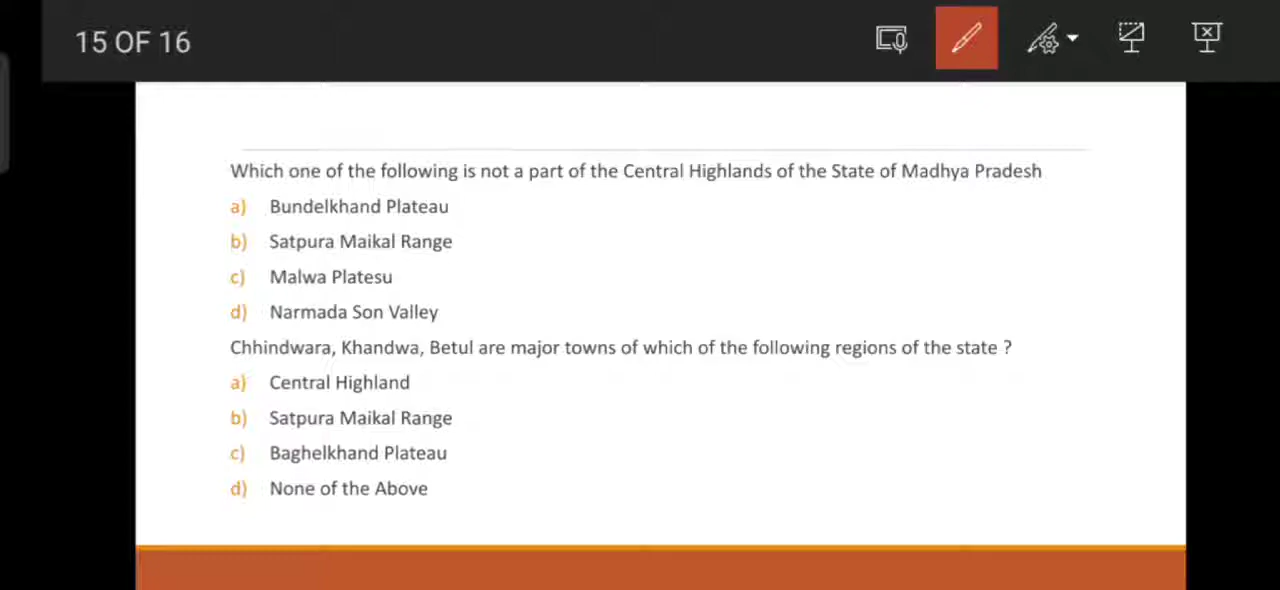 15 OF 16
Which one of the following is not a part of the Central Highlands of the State of Madhya Pradesh
a) Bundelkhand Plateau
b) Satpura Maikal Range
c) Malwa Platesu
d) Narmada Son Valley
Chhindwara, Khandwa, Betul are major towns of which of the following regions of the state ?
a) Central Highland
b) Satpura Maikal Range
c) Baghelkhand Plateau
d) None of the Above